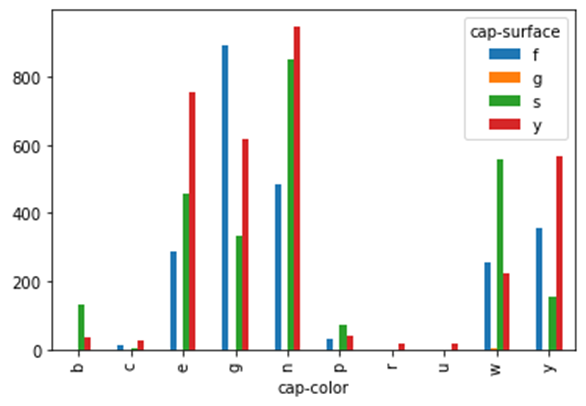 cap-surface
f
g
s
y
800
600
400
200
0
b c e g n p r u w y
cap-color